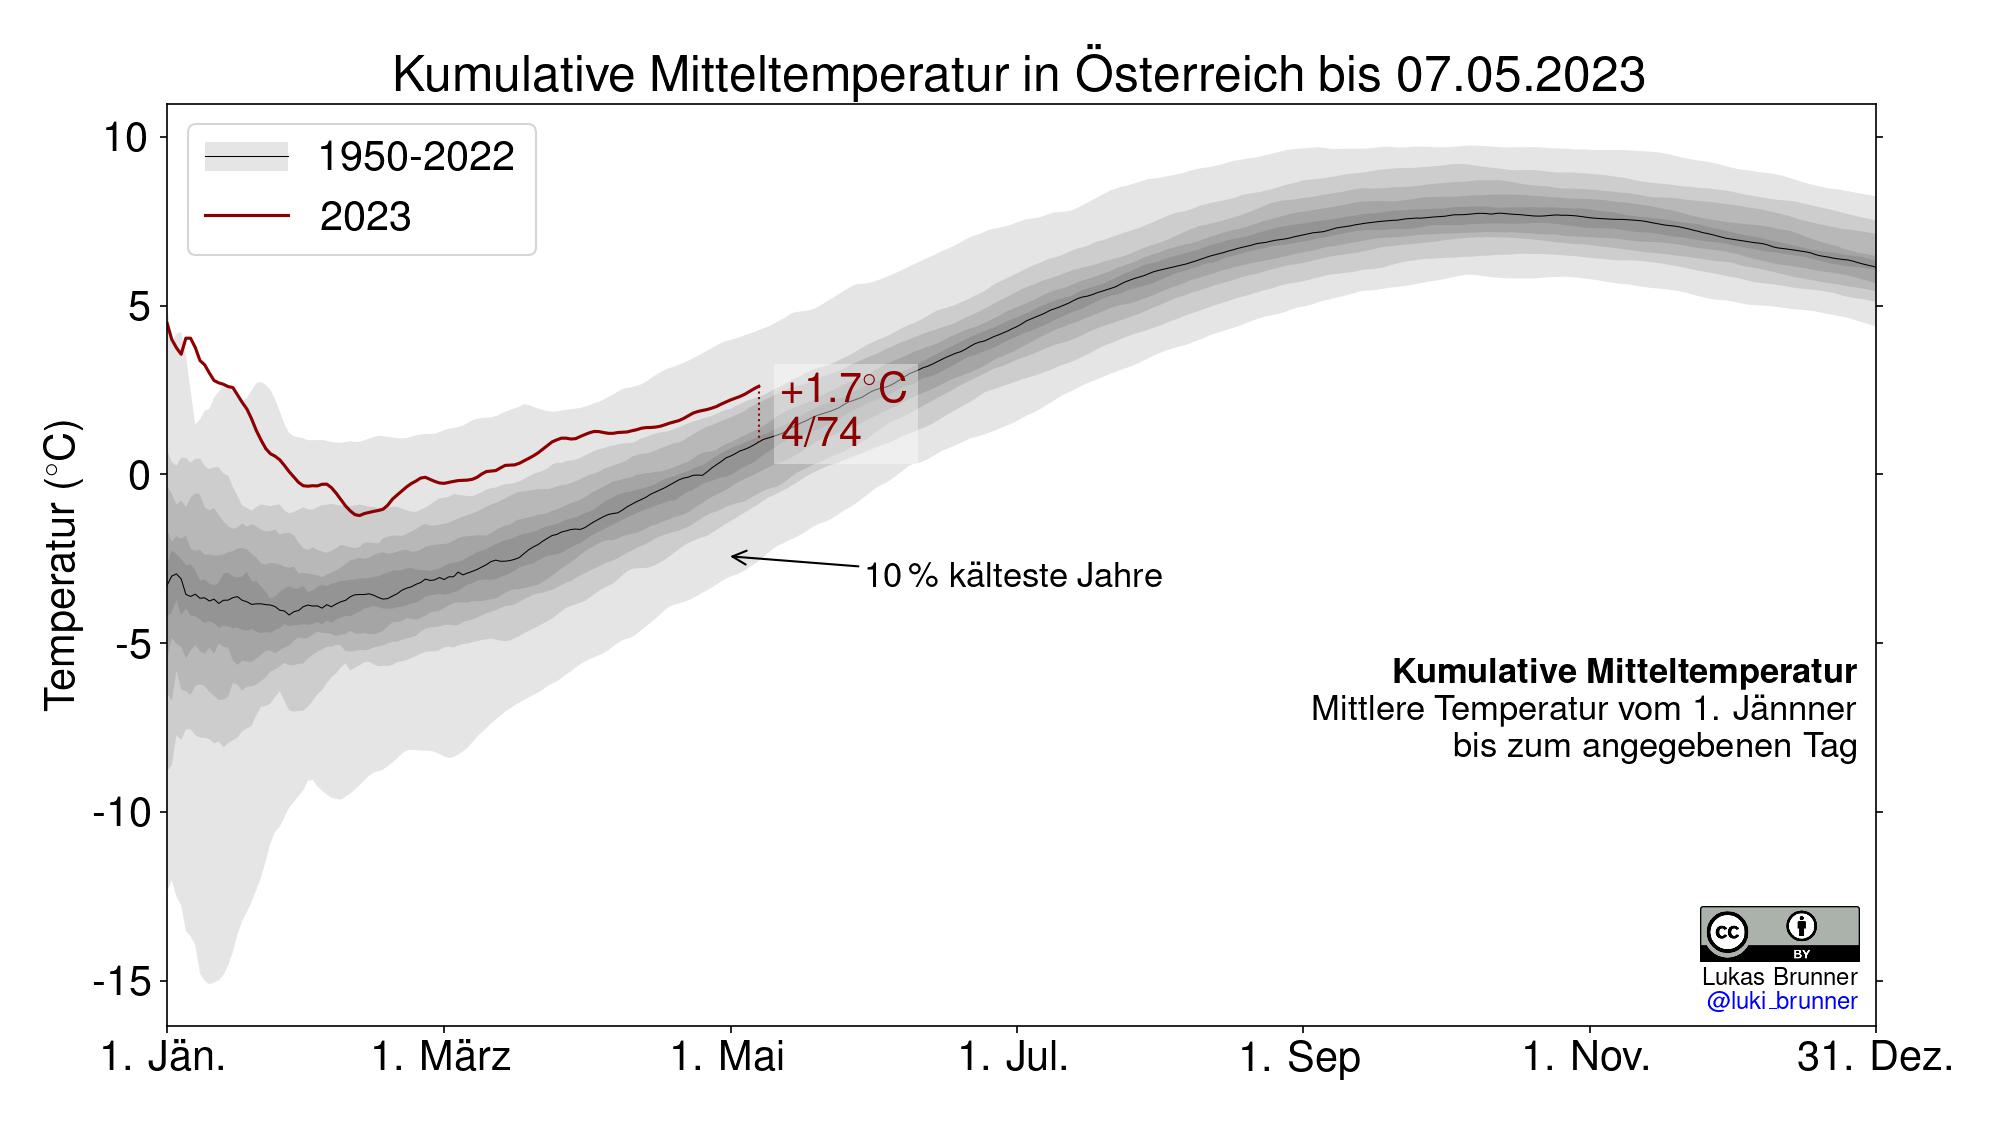 Kumulative Mitteltemperatur in Österreich bis 07.05.2023
1950-2022
2023
10
5
0
-5
-10
-15
Temperatur (°C)
+1.7°C
4/74
10 % kälteste Jahre
Kumulative Mitteltemperatur
Mittlere Temperatur vom 1. Jännner
bis zum angegebenen Tag
cc
BY
Lukas Brunner
@luki_brunner
1. Jän.
1. März
1. Mai
1. Jul.
1. Sep
1. Nov.
31. Dez.